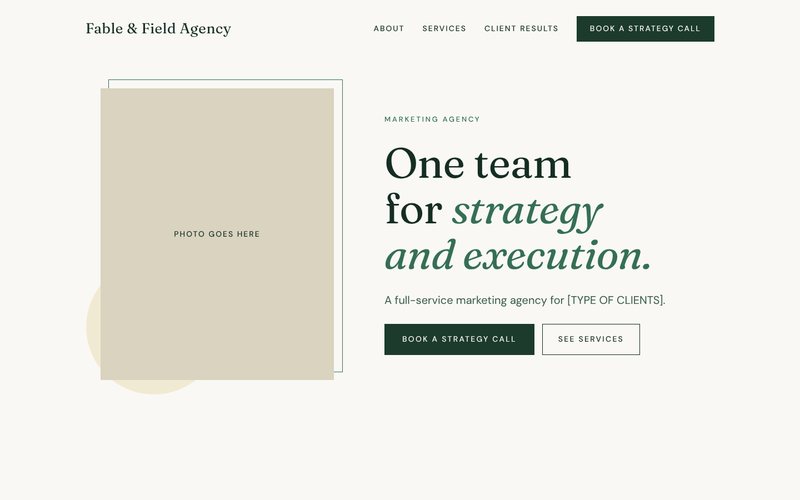 Fable & Field Agency
ABOUT
SERVICES
CLIENT RESULTS
BOOK A STRATEGY CALL
PHOTO GOES HERE
MARKETING AGENCY
One team
for strategy
and execution.
A full-service marketing agency for [TYPE OF CLIENTS].
BOOK A STRATEGY CALL
SEE SERVICES